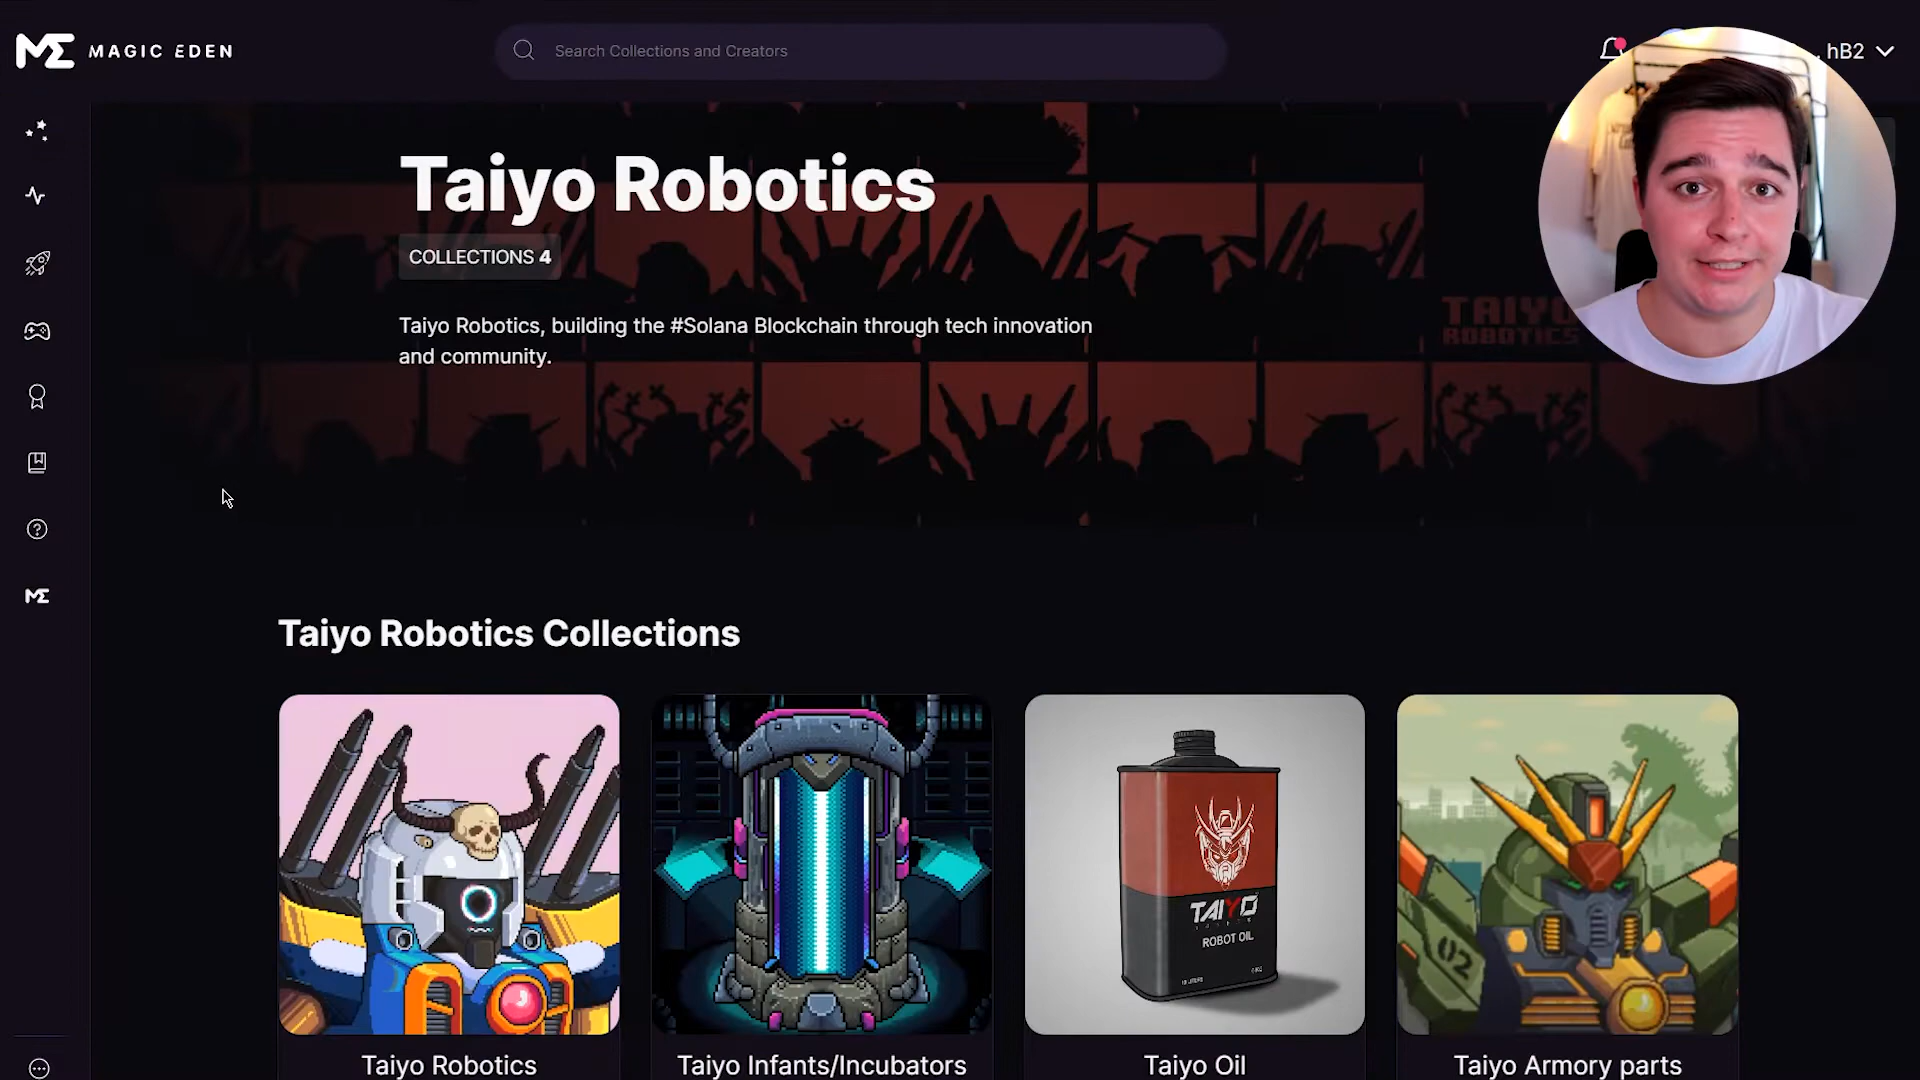 MAGIC EDEN
Search Collections and Creators
hB2
Taiyo Robotics
COLLECTIONS 4
Taiyo Robotics, building the #Solana Blockchain through tech innovation
and community.
TAIYO
ROBOTICS
Taiyo Robotics Collections
02
TAIYO
ROBOT OIL
Taiyo Robotics
Taiyo Infants/Incubators
Taiyo Oil
Taiyo Armory parts